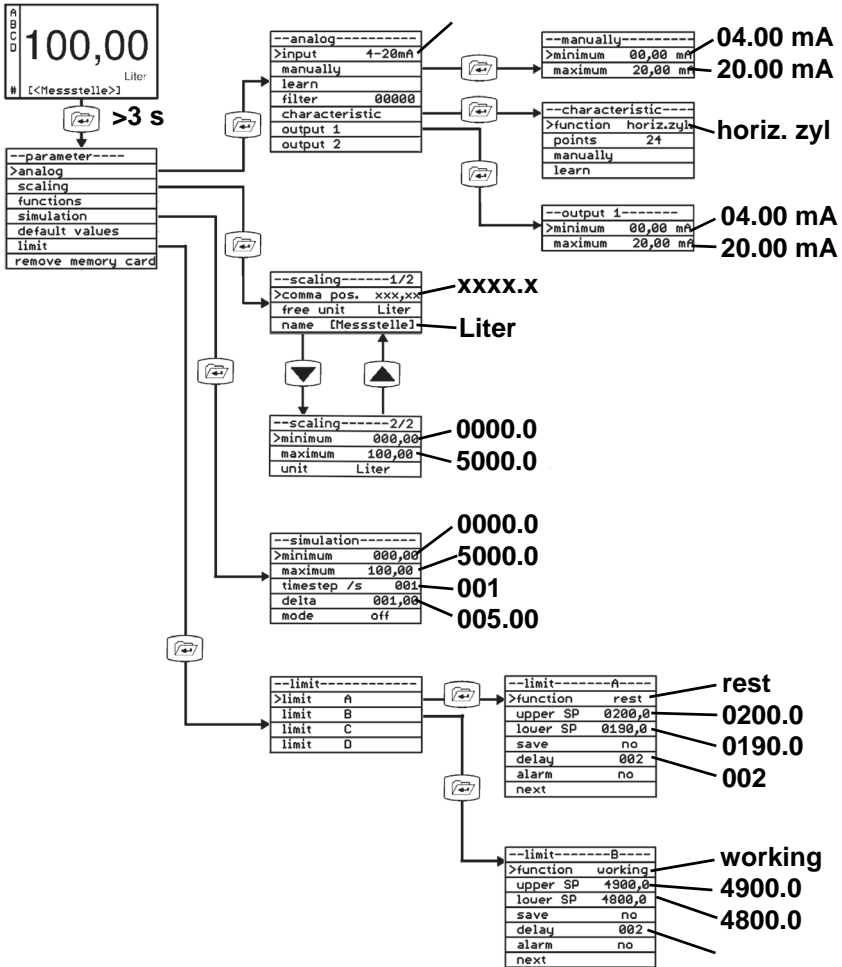 A
B
C
D
100,00
Liter
# [<Messstelle>]
>3 s
--parameter----
>analog
scaling
functions
simulation
default values
limit
remove memory card
--analog-----------
>input 4-20mA
manually
learn
filter 00000
characteristic
output 1
output 2
--manually--------
>minimum 00,00 mA
maximum 20,00 mA
04.00 mA
20.00 mA
--characteristic----
>function horiz.zyl
points 24
manually
learn
horiz. zyl
--output 1-------
>minimum 00,00 mA
maximum 20,00 mA
04.00 mA
20.00 mA
--scaling------1/2
>comma pos. xxx,xx
free unit Liter
name [Messstelle]
xxxx.x
Liter
--scaling------2/2
>minimum 000,00
maximum 100,00
unit Liter
0000.0
5000.0
--simulation-------
>minimum 000,00
maximum 100,00
timestep /s 001
delta 001,00
mode off
0000.0
5000.0
001
005.00
--limit------------
>limit A
limit B
limit C
limit D
--limit-------A----
>function rest
upper SP 0200,0
lower SP 0190,0
save no
delay 002
alarm no
next
rest
0200.0
0190.0
002
--limit-------B----
>function working
upper SP 4900,0
lower SP 4800,0
save no
delay 002
alarm no
next
working
4900.0
4800.0